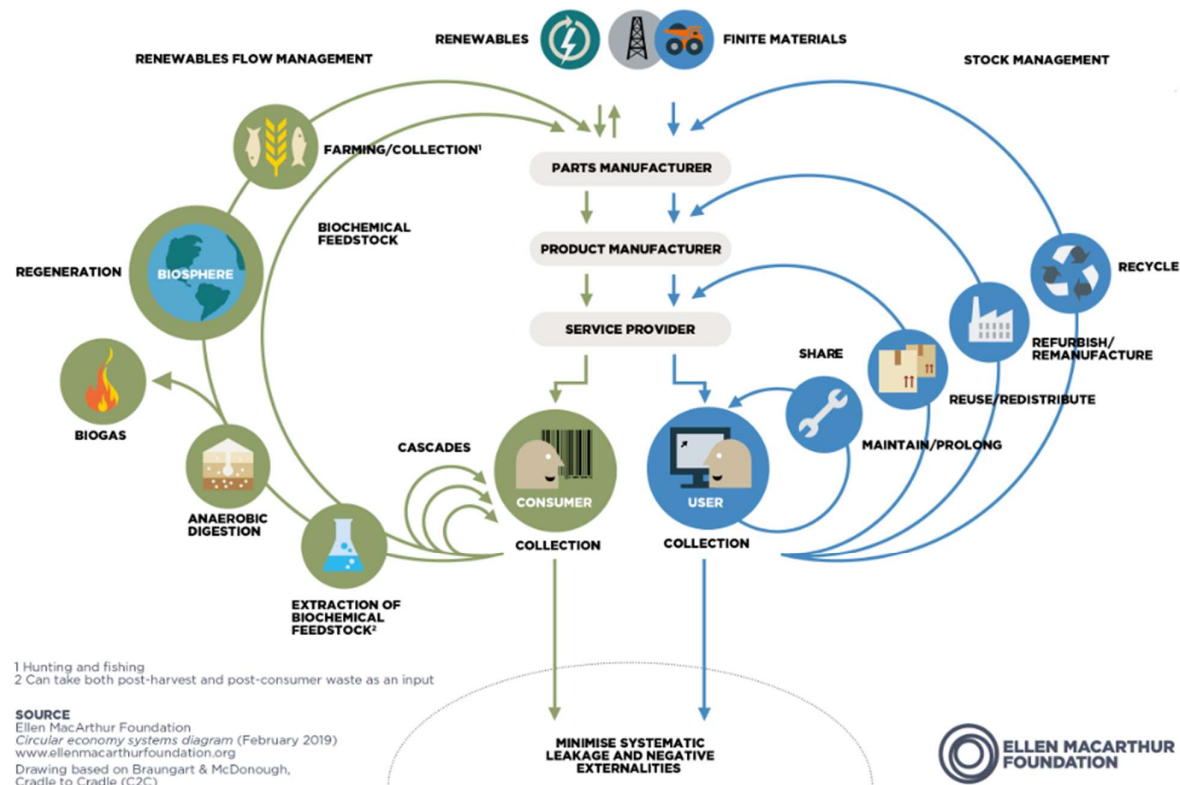 RENEWABLES
FINITE MATERIALS
RENEWABLES FLOW MANAGEMENT
STOCK MANAGEMENT
PARTS MANUFACTURER
FARMING/COLLECTION¹
BIOCHEMICAL
FEEDSTOCK
PRODUCT MANUFACTURER
REGENERATION
BIOSPHERE
RECYCLE
SERVICE PROVIDER
SHARE
REFURBISH/
REMANUFACTURE
REUSE/REDISTRIBUTE
BIOGAS
CASCADES
MAINTAIN/PROLONG
CONSUMER
USER
ANAEROBIC
DIGESTION
COLLECTION
COLLECTION
EXTRACTION OF
BIOCHEMICAL
FEEDSTOCK²
1 Hunting and fishing
2 Can take both post-harvest and post-consumer waste as an input
SOURCE
Ellen MacArthur Foundation
Circular economy systems diagram (February 2019)
www.ellenmacarthurfoundation.org
Drawing based on Braungart & McDonough,
Cradle to Cradle (C2C)
MINIMISE SYSTEMATIC
LEAKAGE AND NEGATIVE
EXTERNALITIES
ELLEN MACARTHUR
FOUNDATION